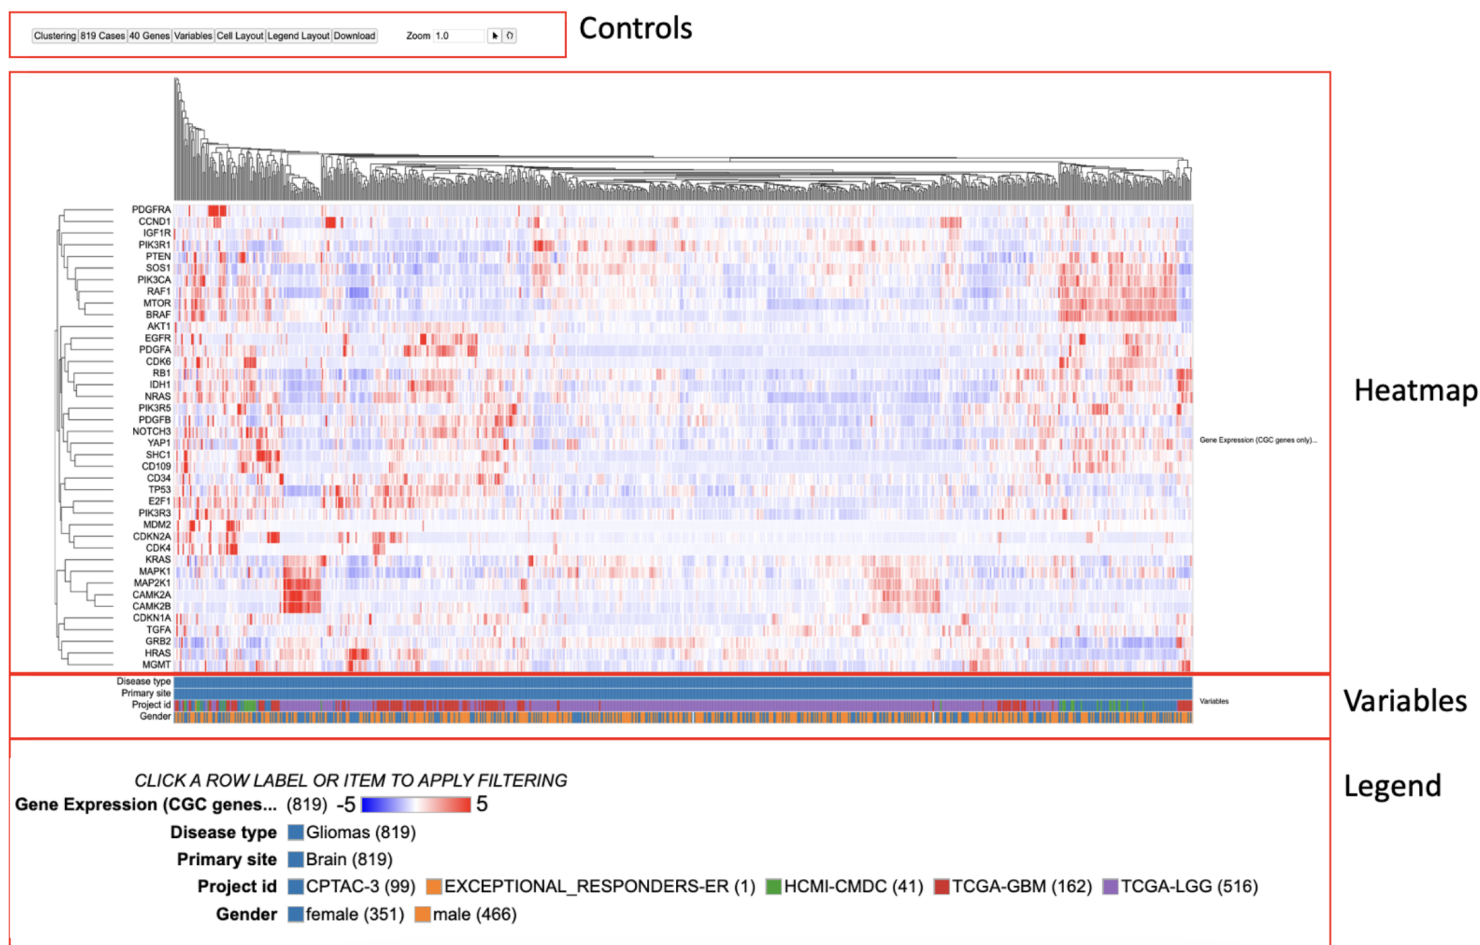 Controls
Clustering 819 Cases 40 Genes Variables Cell Layout Legend Layout Download Zoom 1.0
PDGFRA
CCND1
IGF1R
PIK3R1
PTEN
SOS1
PIK3CA
RAF1
MTOR
BRAF
AKT1
EGFR
PDGFA
CDK6
RB1
IDH1
NRAS
PIK3R5
PDGFB
NOTCH3
YAP1
SHC1
CD109
CD34
TP53
E2F1
PIK3R3
MDM2
CDKN2A
CDK4
KRAS
MAPK1
MAP2K1
CAMK2A
CAMK2B
CDKN1A
TGFA
GRB2
HRAS
MGMT
Gene Expression (CGC genes only)...
Heatmap
Disease type
Primary site
Project id
Gender
Variables
Variables
CLICK A ROW LABEL OR ITEM TO APPLY FILTERING
Gene Expression (CGC genes... (819) -5 5
Disease type Gliomas (819)
Primary site Brain (819)
Project id CPTAC-3 (99) EXCEPTIONAL_RESPONDERS-ER (1) HCMI-CMDC (41) TCGA-GBM (162) TCGA-LGG (516)
Gender female (351) male (466)
Legend